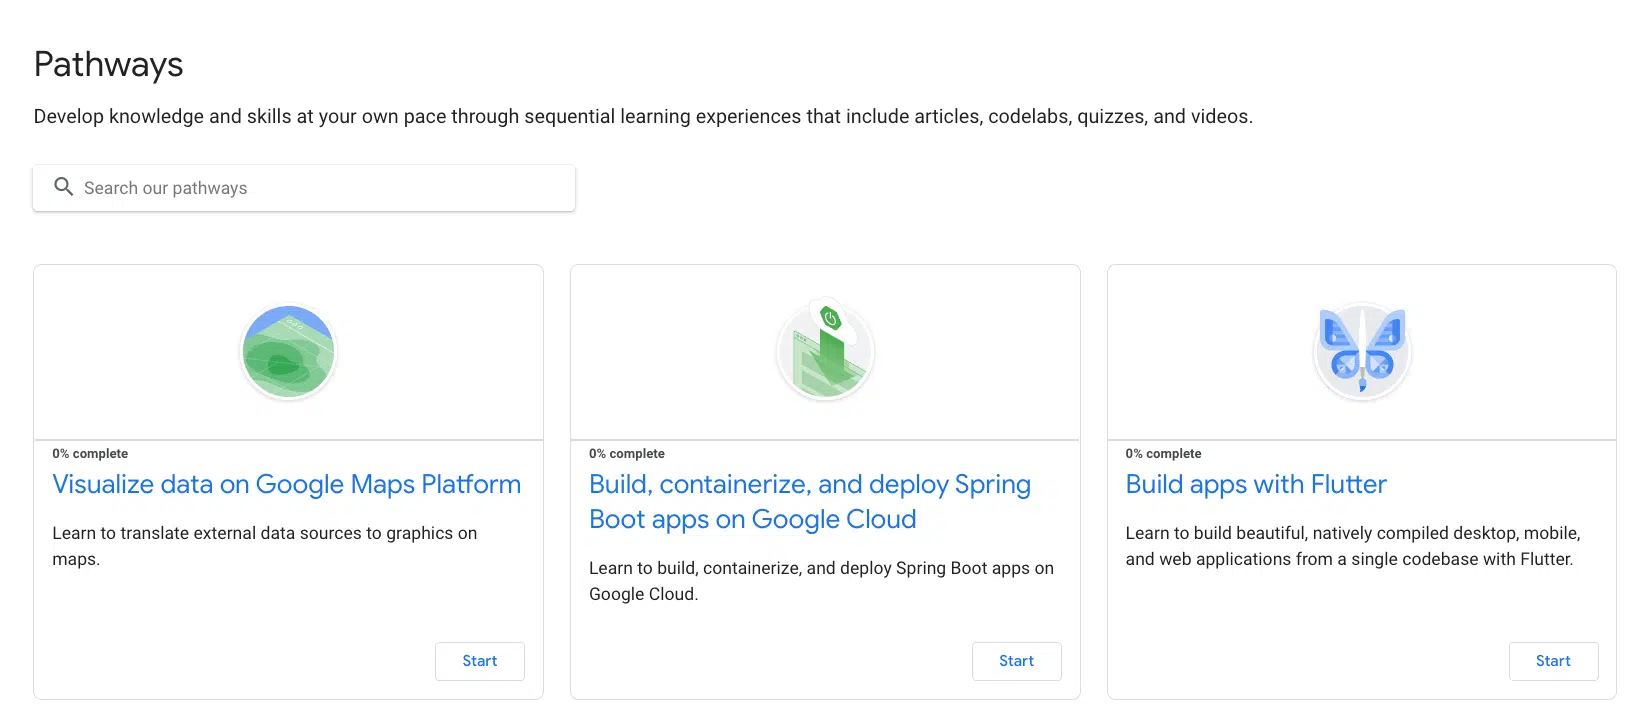 Pathways
Develop knowledge and skills at your own pace through sequential learning experiences that include articles, codelabs, quizzes, and videos.
Search our pathways
0% complete
Visualize data on Google Maps Platform
Learn to translate external data sources to graphics on
maps.
Start
0% complete
Build, containerize, and deploy Spring
Boot apps on Google Cloud
Learn to build, containerize, and deploy Spring Boot apps on
Google Cloud.
Start
0% complete
Build apps with Flutter
Learn to build beautiful, natively compiled desktop, mobile,
and web applications from a single codebase with Flutter.
Start